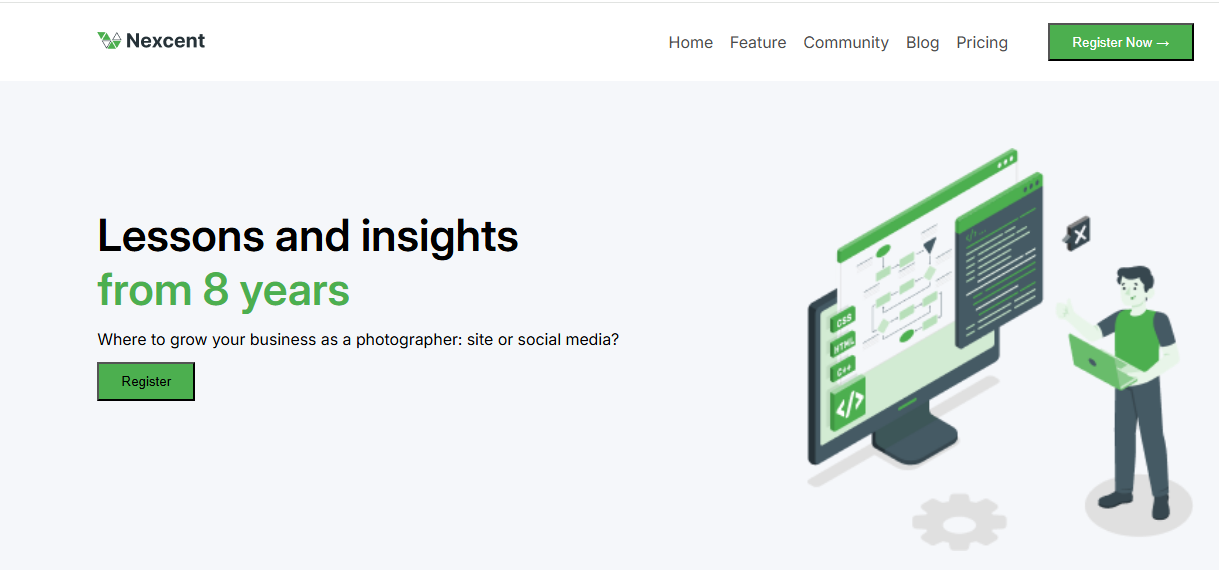 Nexcent
Home Feature Community Blog Pricing Register Now →
Lessons and insights
from 8 years
Where to grow your business as a photographer: site or social media?
Register
CSS
HTML
C++
</>
X